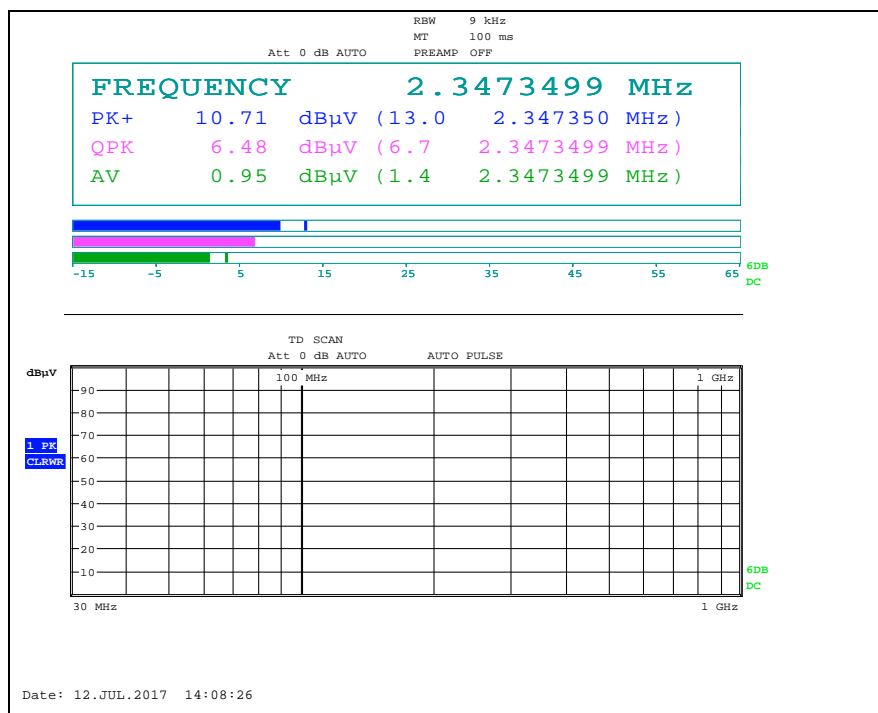 RBW 9 kHz
MT 100 ms
Att 0 dB AUTO PREAMP OFF
FREQUENCY 2.3473499 MHz
PK+ 10.71 dBµV (13.0 2.347350 MHz)
QPK 6.48 dBµV (6.7 2.3473499 MHz)
AV 0.95 dBµV (1.4 2.3473499 MHz)
-15 -5 5 15 25 35 45 55 65
6DB
DC
TD SCAN
Att 0 dB AUTO AUTO PULSE
dBµV
100 MHz 1 GHz
90
80
70
1 PK
CLRWR
60
50
40
30
20
10
6DB
DC
30 MHz 1 GHz
Date: 12.JUL.2017 14:08:26